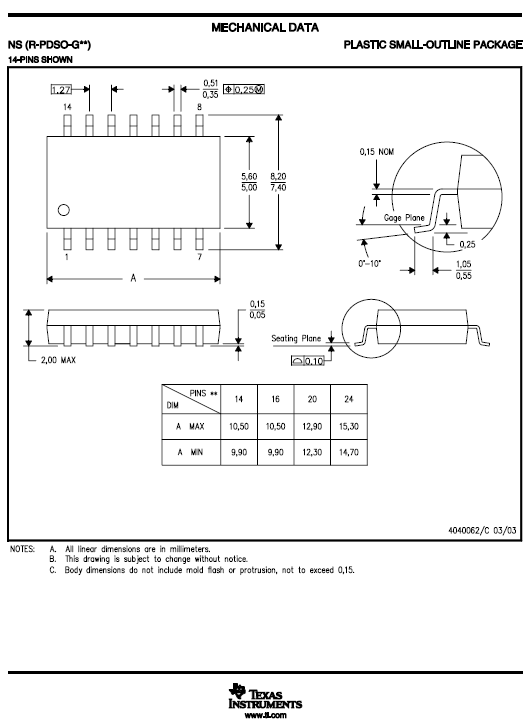 MECHANICAL DATA
NS (R-PDSO-G**)
PLASTIC SMALL-OUTLINE PACKAGE
14-PINS SHOWN
1,27
0,51
0,35
⌖ 0,25 Ⓜ
14
8
5,60
5,00
8,20
7,40
1
7
A
0,15 NOM
Gage Plane
0,25
0°–10°
1,05
0,55
2,00 MAX
0,15
0,05
Seating Plane
⌓ 0.10
PINS **
DIM
14 16 20 24
A MAX 10,50 10,50 12,90 15,30
A MIN 9,90 9,90 12,30 14,70
4040062/C 03/03
NOTES: A. All linear dimensions are in millimeters.
B. This drawing is subject to change without notice.
C. Body dimensions do not include mold flash or protrusion, not to exceed 0,15.
TEXAS
INSTRUMENTS
www.ti.com